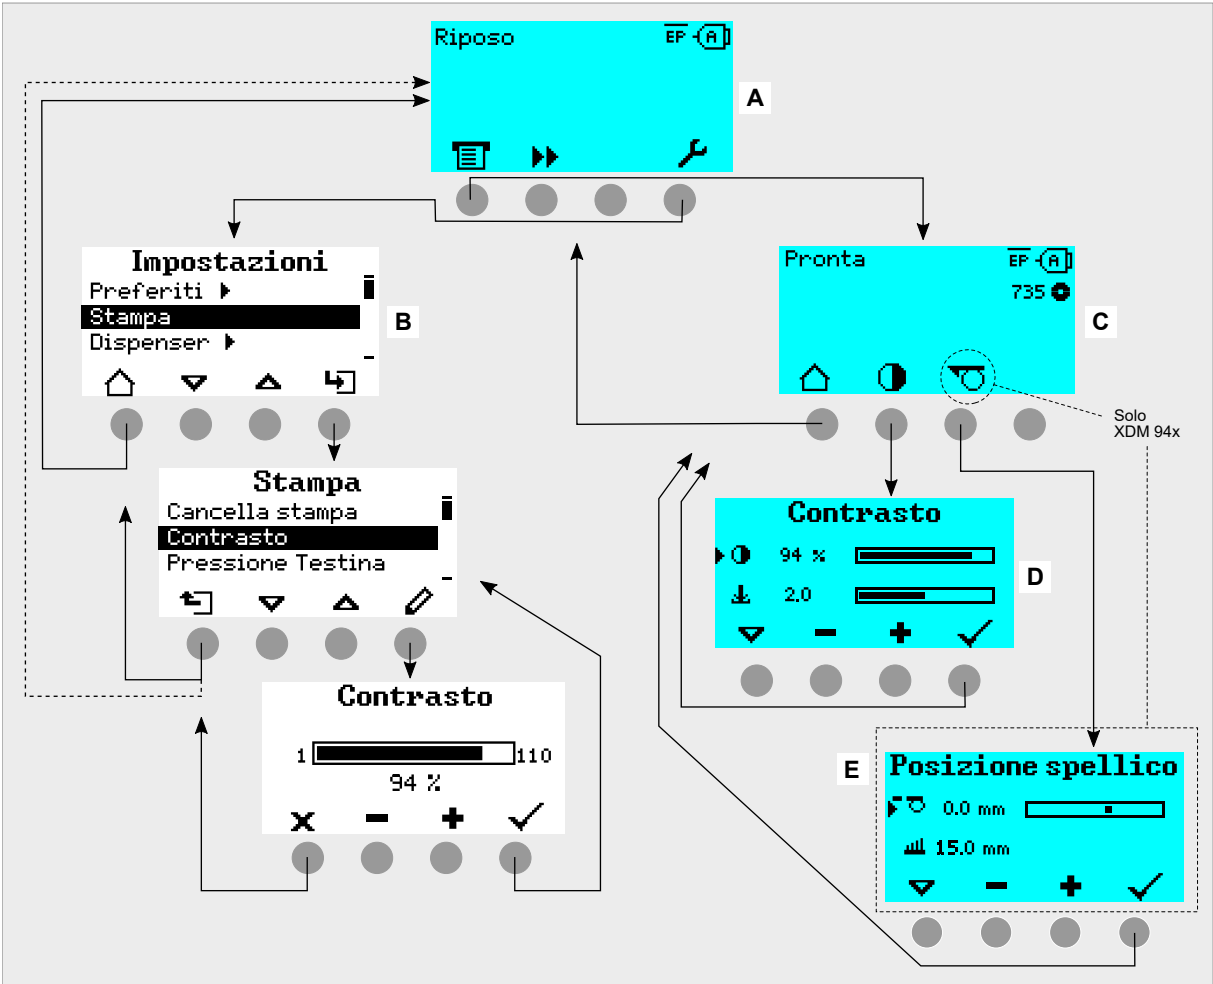 Riposo
EP A
A
Impostazioni
Preferiti
Stampa
Dispenser
B
Pronta
EP A
735
C
Solo
XDM 94x
Stampa
Cancella stampa
Contrasto
Pressione Testina
Contrasto
94 %
2.0
D
Contrasto
1 110
94 %
E
Posizione spellico
0.0 mm
15.0 mm